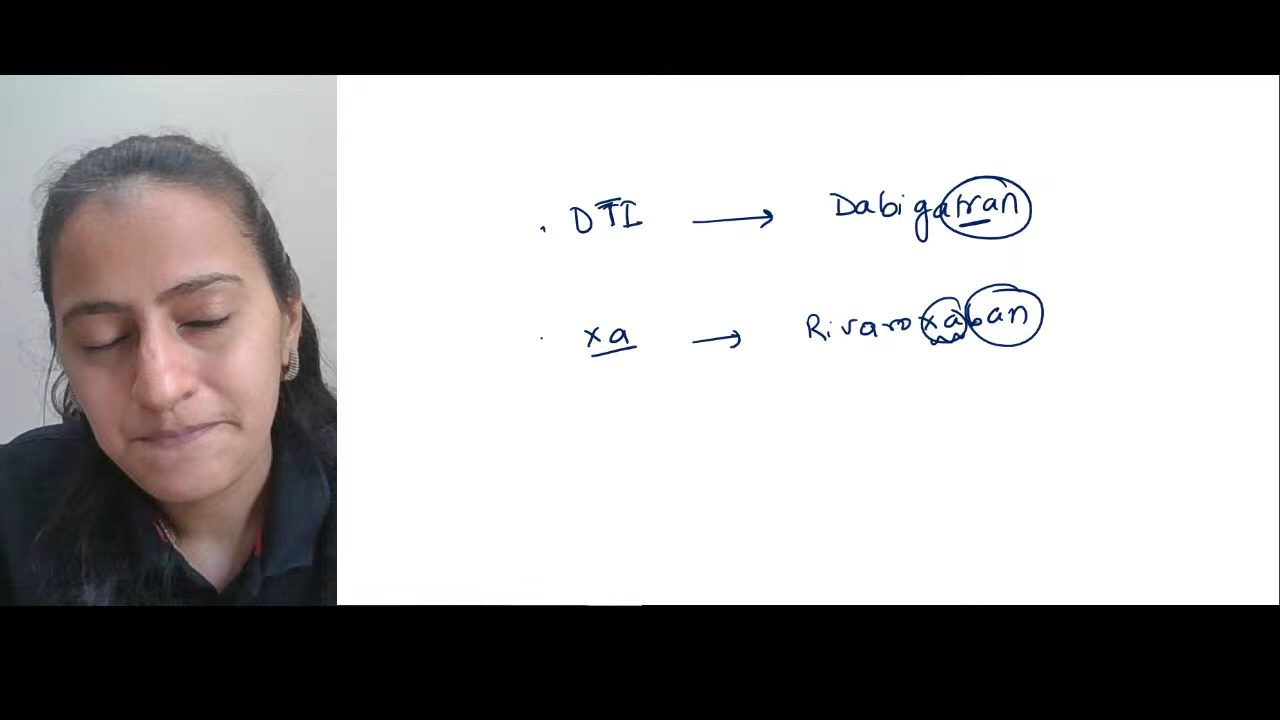 DTI → Dabigatran
xa → Rivaroxaban